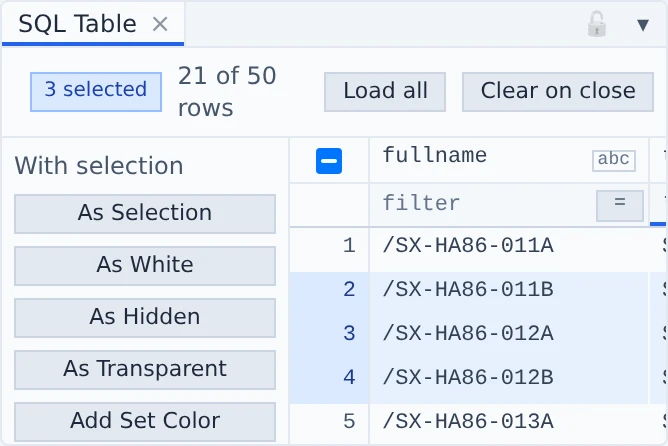 SQL Table ×
3 selected
21 of 50
rows
Load all
Clear on close
With selection
As Selection
As White
As Hidden
As Transparent
Add Set Color
fullname abc
filter =
1 /SX-HA86-011A
2 /SX-HA86-011B
3 /SX-HA86-012A
4 /SX-HA86-012B
5 /SX-HA86-013A